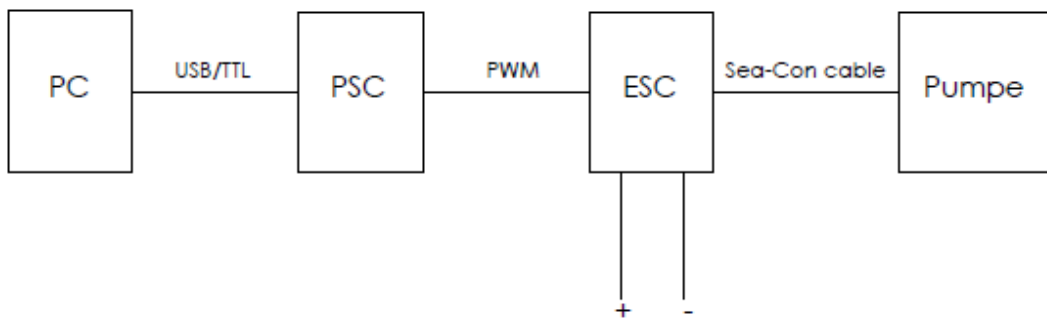 PC
USB/TTL
PSC
PWM
ESC
Sea-Con cable
Pumpe
+
-